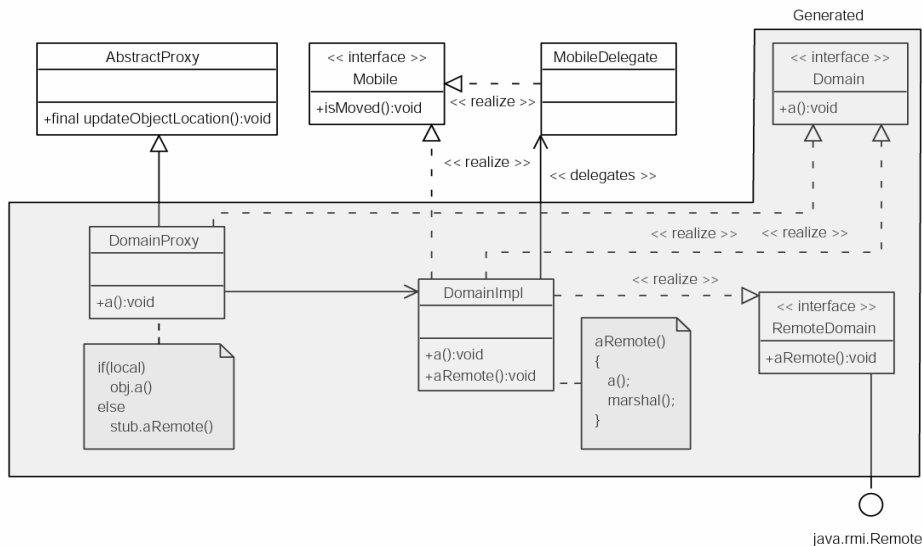 Generated
AbstractProxy
+final updateObjectLocation():void
<< interface >>
Mobile
+isMoved():void
<< realize >>
MobileDelegate
<< interface >>
Domain
+a():void
<< realize >>
<< delegates >>
<< realize >>
<< realize >>
DomainProxy
+a():void
DomainImpl
+a():void
+aRemote():void
<< realize >>
<< interface >>
RemoteDomain
+aRemote():void
if(local)
obj.a()
else
stub.aRemote()
aRemote()
{
a();
marshal();
}
java.rmi.Remote